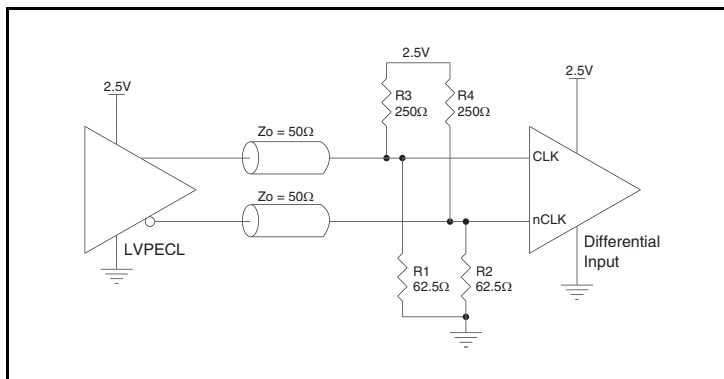 2.5V
2.5V
2.5V
R3
250Ω
R4
250Ω
Zo = 50Ω
CLK
Zo = 50Ω
nCLK
LVPECL
Differential
Input
R1
62.5Ω
R2
62.5Ω